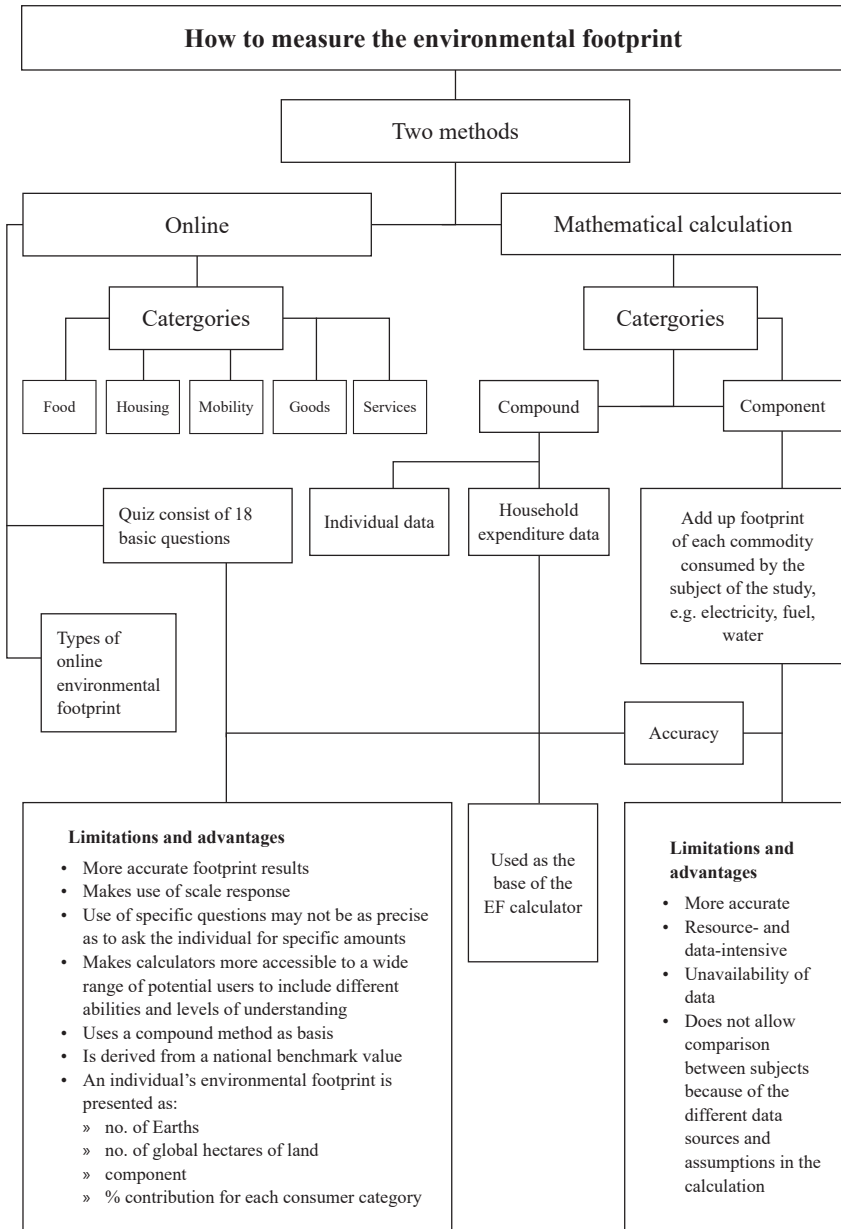 How to measure the environmental footprint
Two methods
Online
Mathematical calculation
Catergories
Catergories
Food
Housing
Mobility
Goods
Services
Compound
Component
Quiz consist of 18
basic questions
Individual data
Household
expenditure data
Add up footprint
of each commodity
consumed by the
subject of the study,
e.g. electricity, fuel,
water
Types of
online
environmental
footprint
Accuracy
Limitations and advantages
• More accurate footprint results
• Makes use of scale response
• Use of specific questions may not be as precise
as to ask the individual for specific amounts
• Makes calculators more accessible to a wide
range of potential users to include different
abilities and levels of understanding
• Uses a compound method as basis
• Is derived from a national benchmark value
• An individual’s environmental footprint is
presented as:
» no. of Earths
» no. of global hectares of land
» component
» % contribution for each consumer category
Used as the
base of the
EF calculator
Limitations and
advantages
• More accurate
• Resource- and
data-intensive
• Unavailability of
data
• Does not allow
comparison
between subjects
because of the
different data
sources and
assumptions in the
calculation